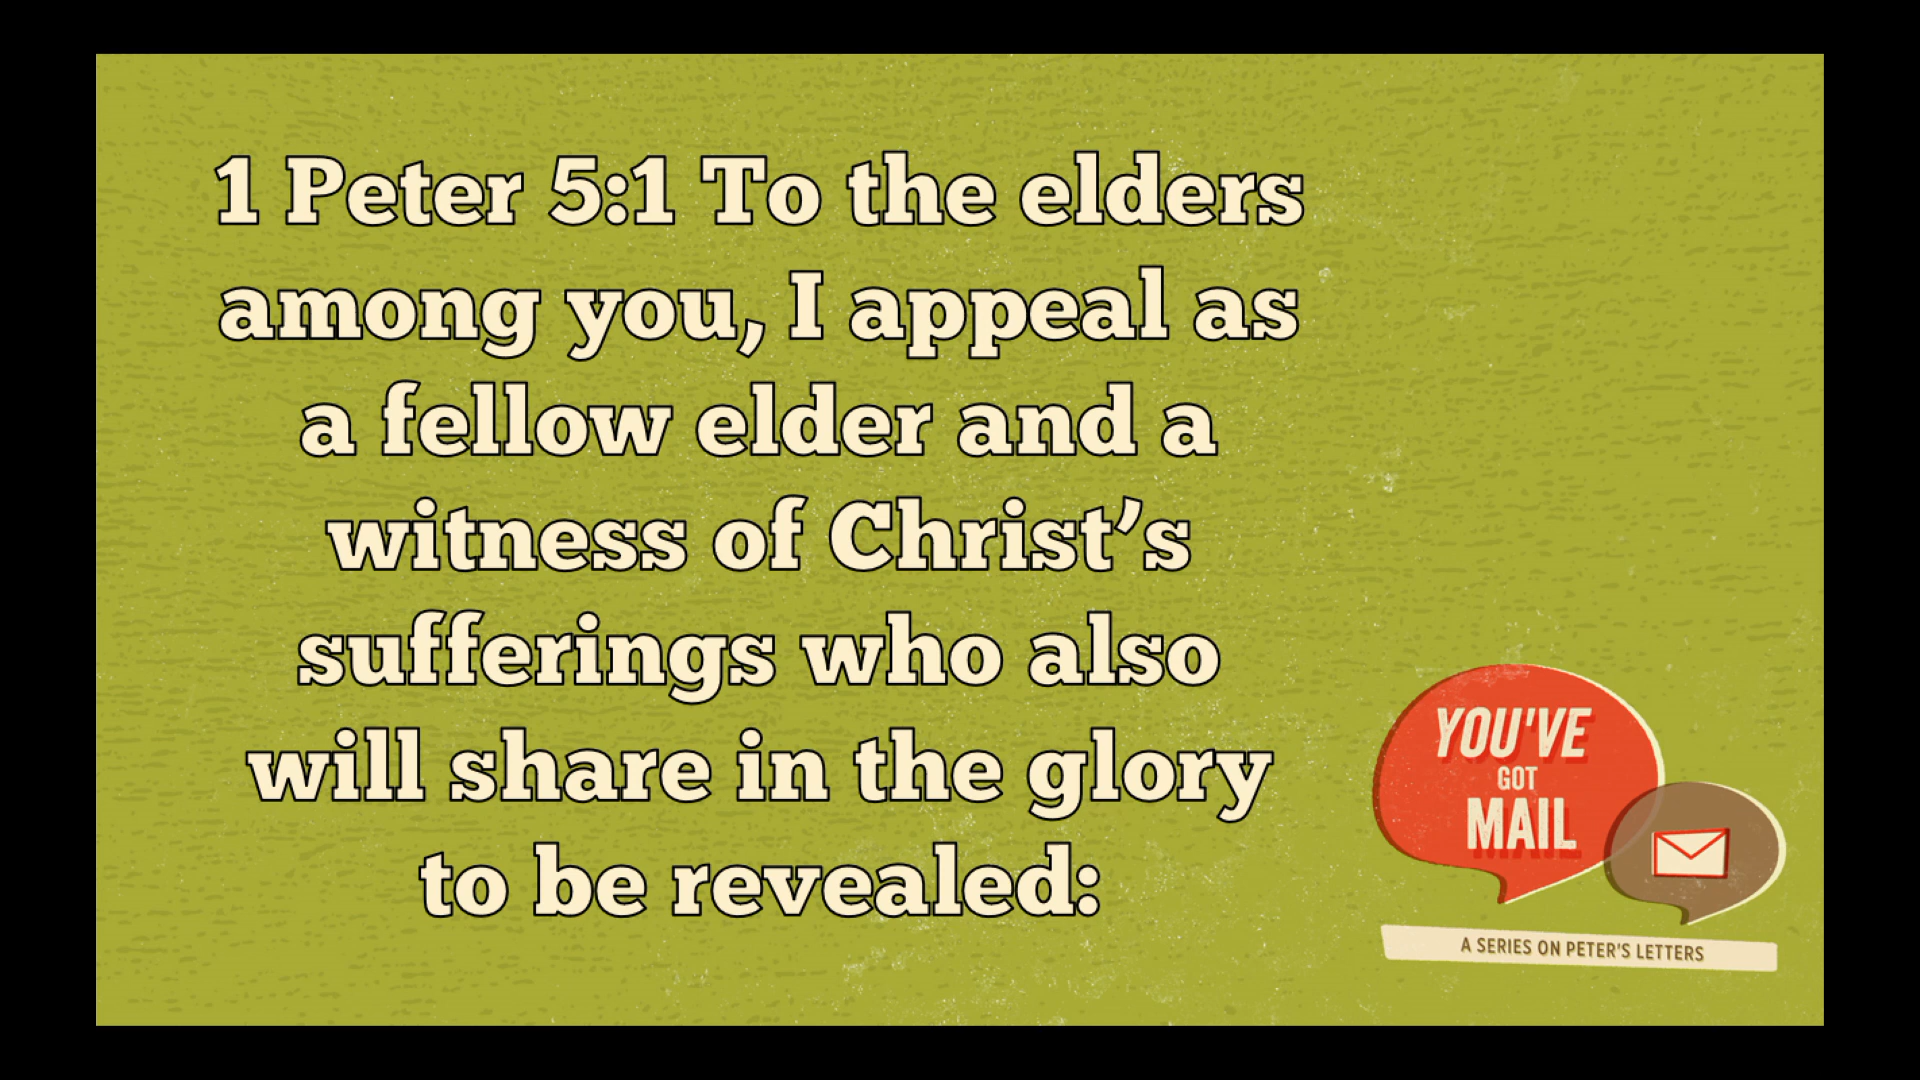 1 Peter 5:1 To the elders
among you, I appeal as
a fellow elder and a
witness of Christ’s
sufferings who also
will share in the glory
to be revealed:
YOU'VE
GOT
MAIL
A SERIES ON PETER'S LETTERS